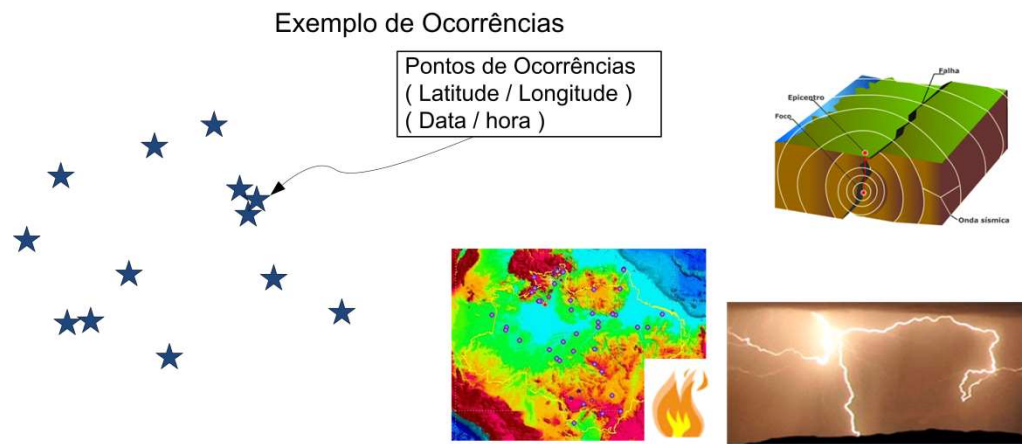 Exemplo de Ocorrências
Pontos de Ocorrências
( Latitude / Longitude )
( Data / hora )
Falha
Epicentro
Foco
Onda sísmica